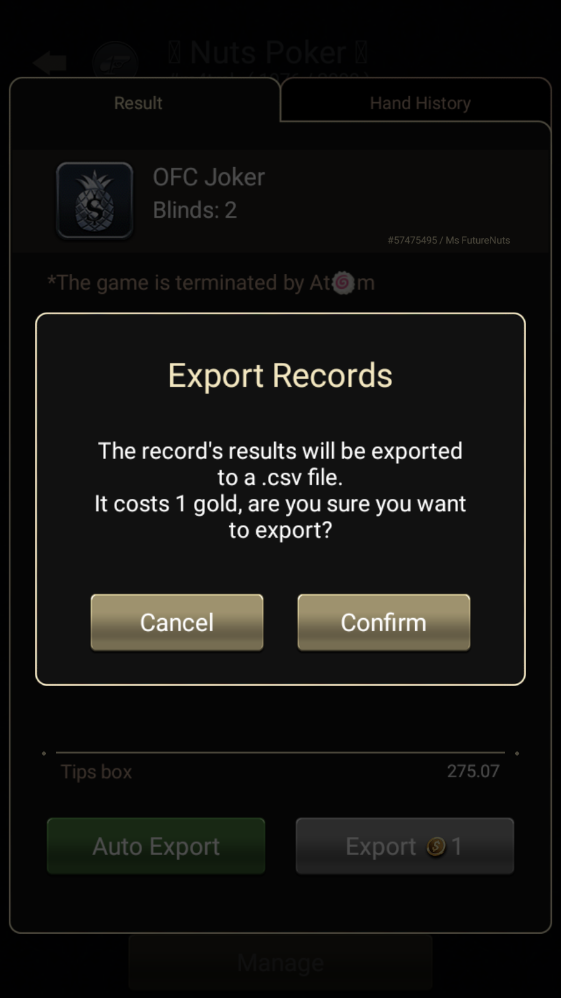 Nuts Poker
Result
Hand History
OFC Joker
Blinds: 2
#57475495 / Ms FutureNuts
*The game is terminated by At🍥m
Export Records
The record's results will be exported
to a .csv file.
It costs 1 gold, are you sure you want
to export?
Cancel
Confirm
Tips box
275.07
Auto Export
Export 1
Manage